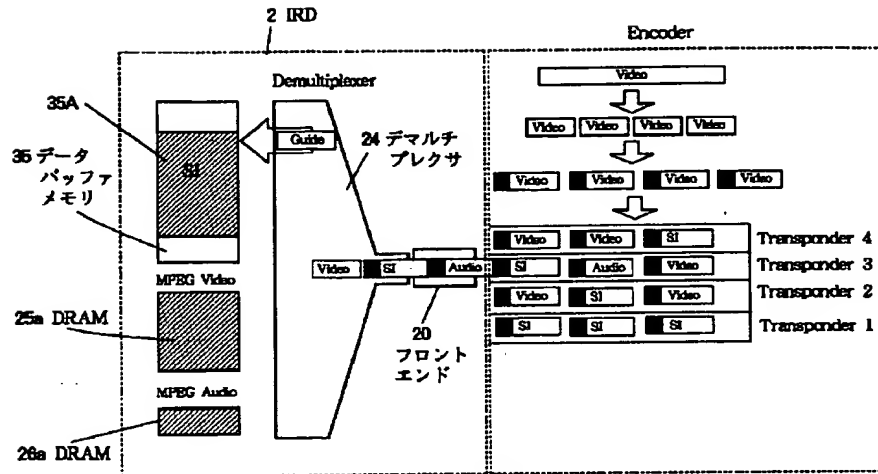 2 IRD
Encoder
Demultiplexer
35A
35 データ
バッファ
メモリ
SI
Guide
24 デマルチ
プレクサ
Video
Video Video Video Video
Video Video Video Video
Video Video SI Transponder 4
Video SI Audio SI Audio Video Transponder 3
Video SI Video Transponder 2
SI SI SI Transponder 1
MPEG Video
25a DRAM
20
フロント
エンド
MPEG Audio
26a DRAM